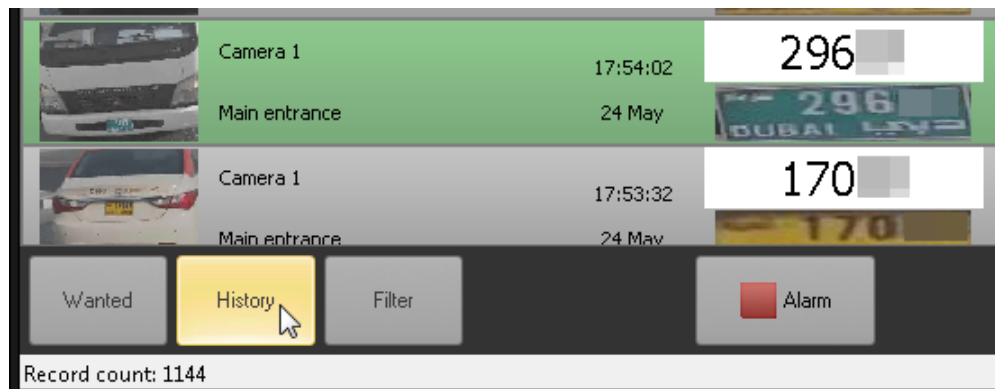 Camera 1
17:54:02
296
Main entrance
24 May
296
DUBAI
Camera 1
17:53:32
170
Main entrance
24 May
170
Wanted
History
Filter
Alarm
Record count: 1144